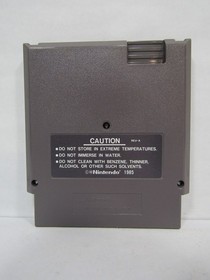 CAUTION
• DO NOT STORE IN EXTREME TEMPERATURES.
• DO NOT IMMERSE IN WATER.
• DO NOT CLEAN WITH BENZENE, THINNER,
ALCOHOL OR OTHER SUCH SOLVENTS.
©Nintendo 1985